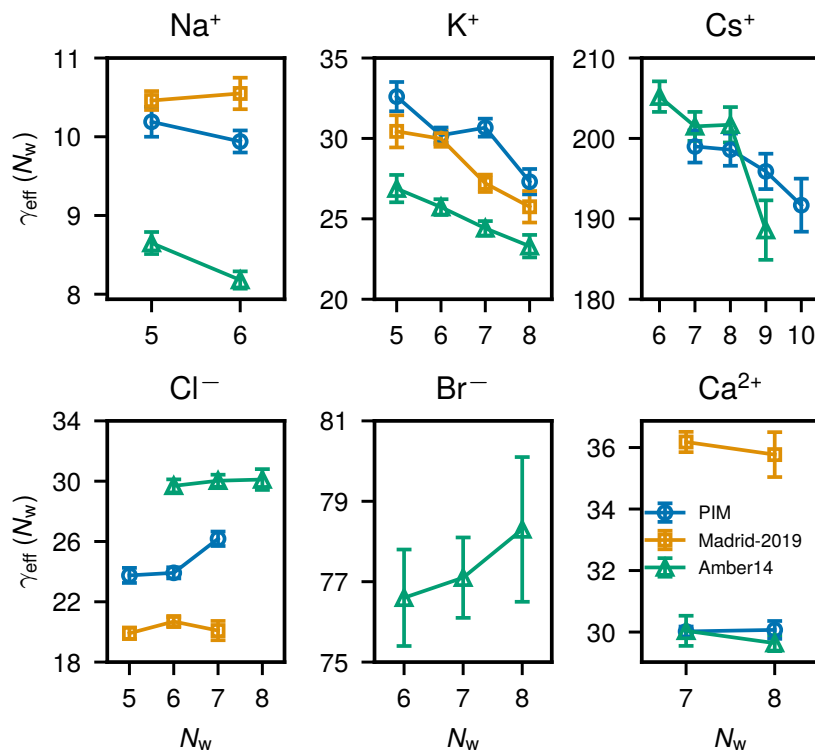 Na⁺ K⁺ Cs⁺
γeff (Nw)
11
10
9
8
5 6
35
30
25
20
5 6 7 8
210
200
190
180
6 7 8 9 10
Cl⁻ Br⁻ Ca²⁺
γeff (Nw)
34
30
26
22
18
5 6 7 8
81
79
77
75
6 7 8
36
34
32
30
7 8
PIM
Madrid-2019
Amber14
Nw Nw Nw